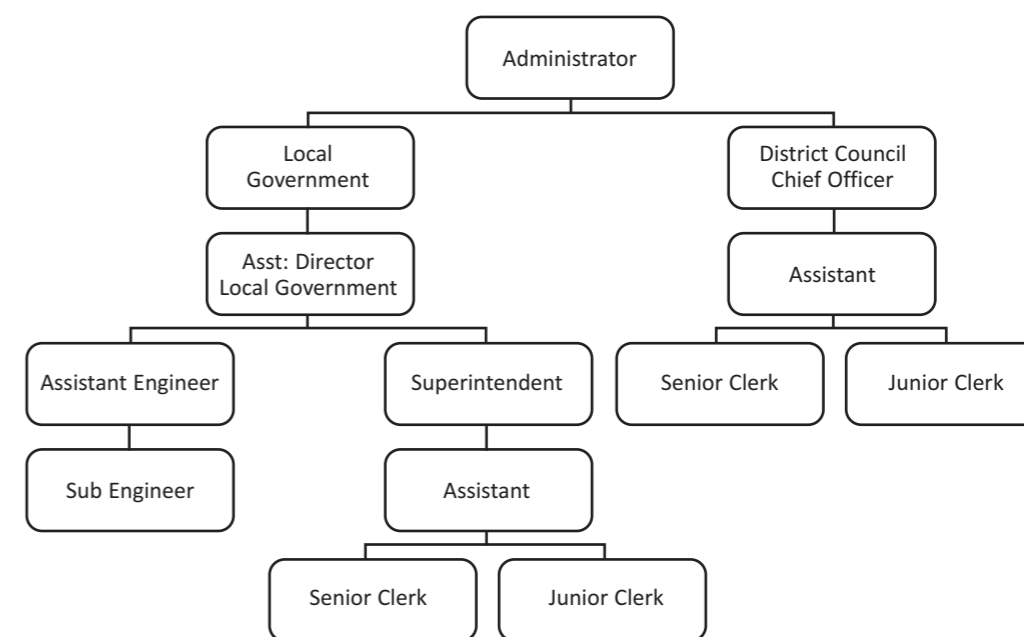 Administrator
Local
Government
District Council
Chief Officer
Asst: Director
Local Government
Assistant
Assistant Engineer
Superintendent
Senior Clerk
Junior Clerk
Sub Engineer
Assistant
Senior Clerk
Junior Clerk